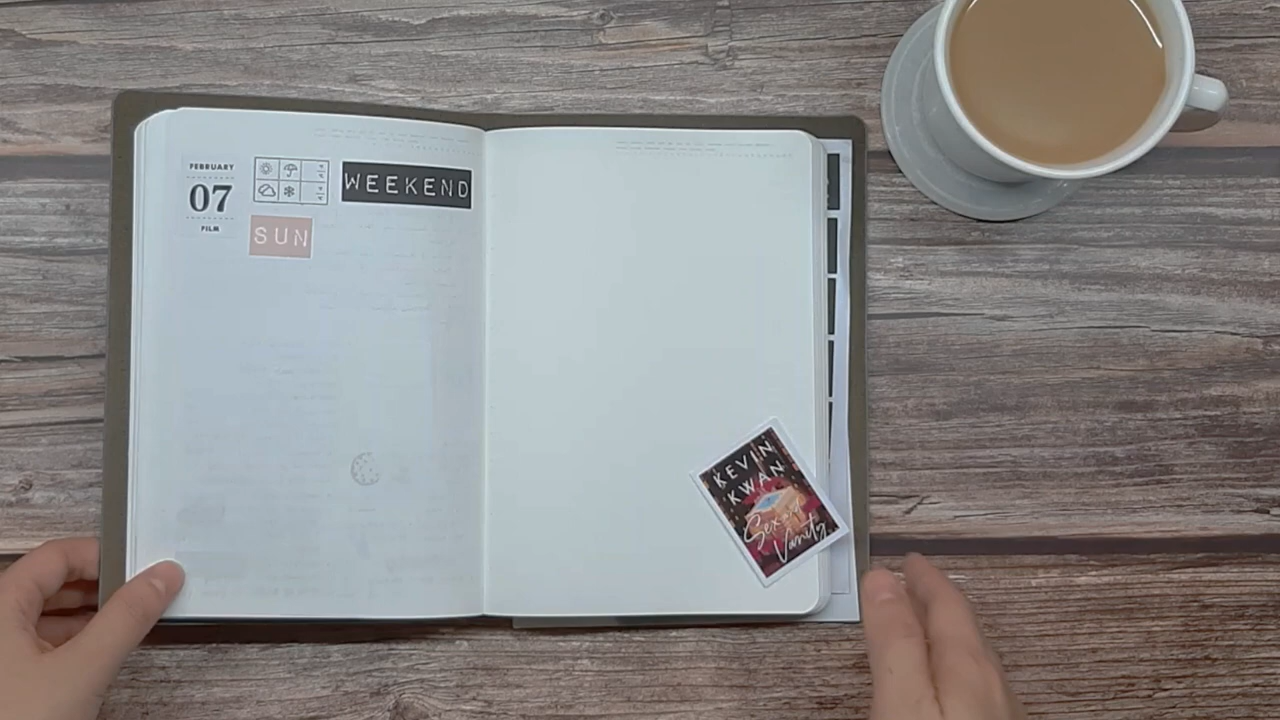 FEBRUARY
07
FILM
WEEKEND
SUN
KEVIN
KWAN
Sex and
Vanity